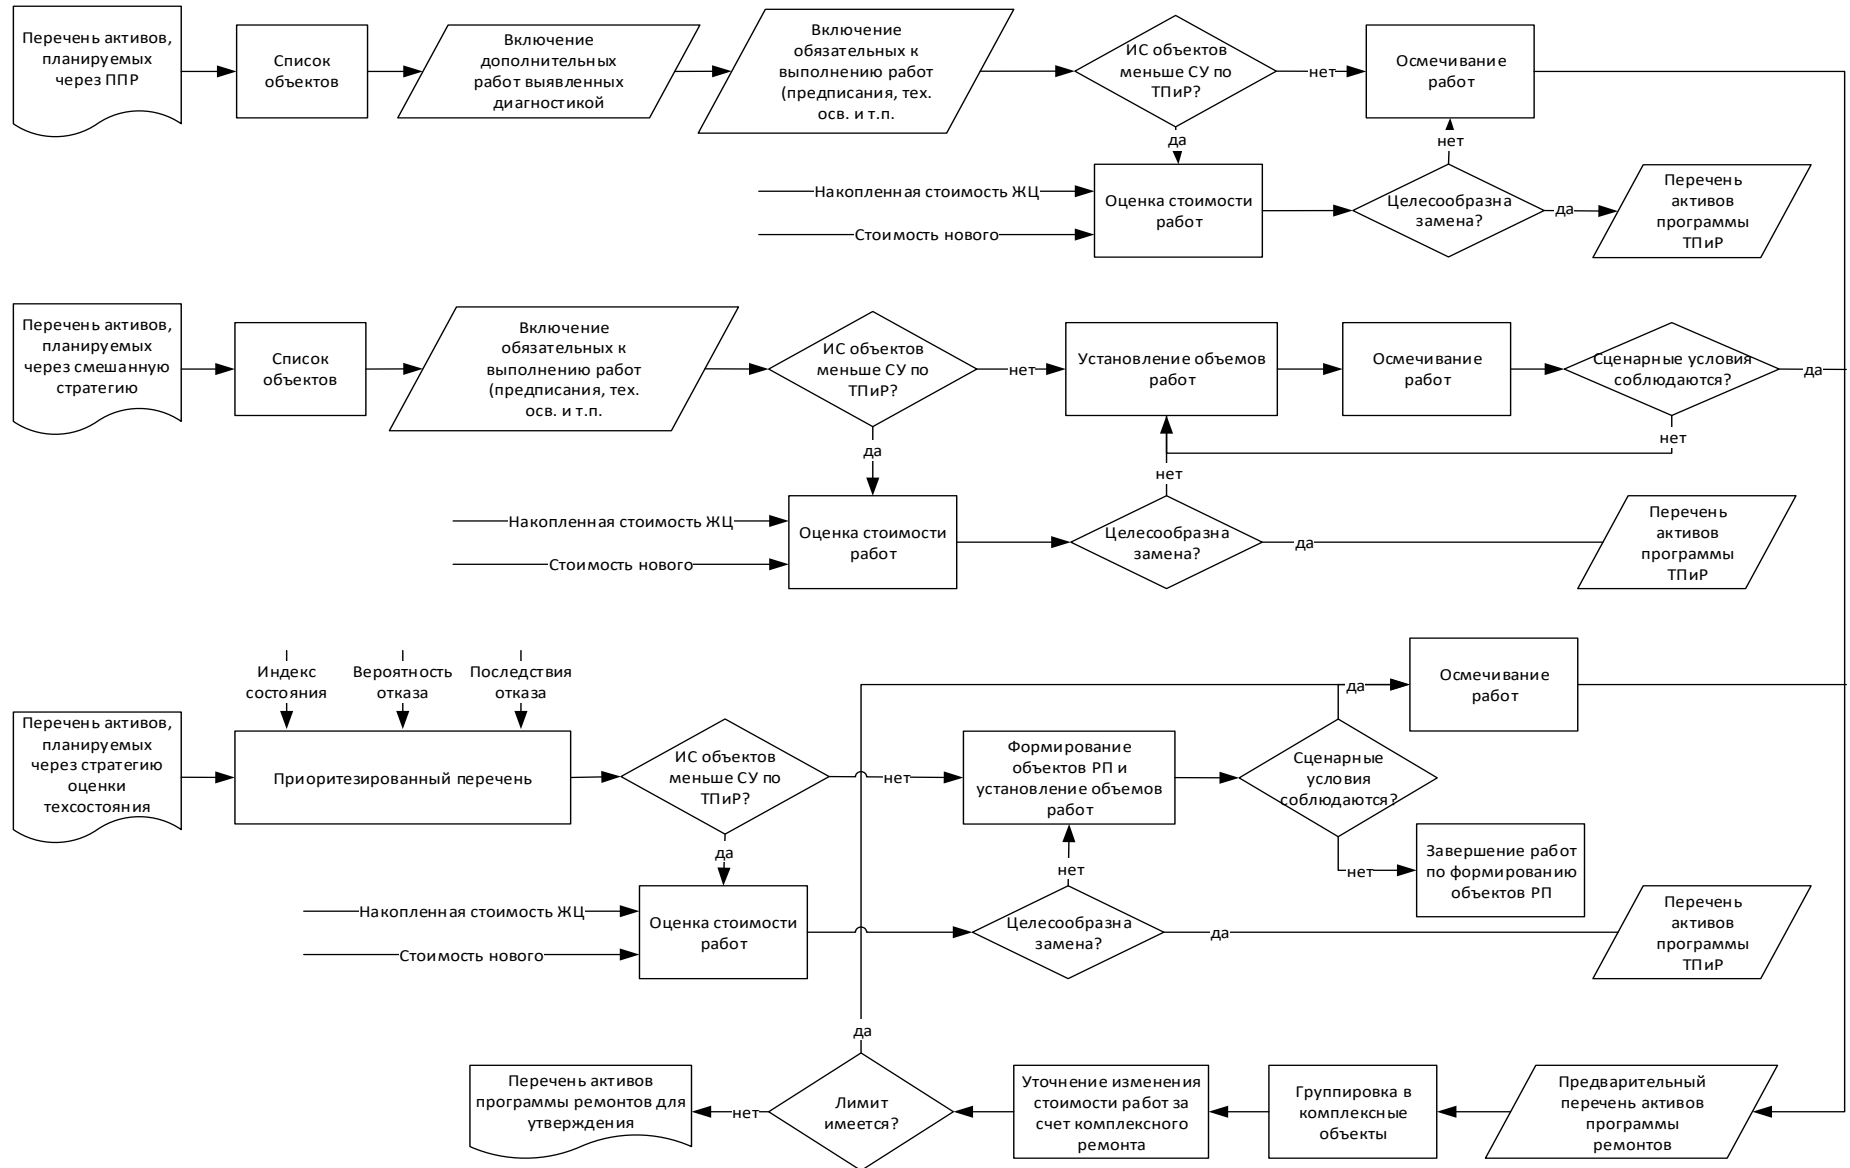 Перечень активов,
планируемых
через ППР
Список
объектов
Включение
дополнительных
работ выявленных
диагностикой
Включение
обязательных к
выполнению работ
(предписания, тех.
осв. и т.п.
ИС объектов
меньше СУ по
ТПиР?
нет
Осмечивание
работ
да
нет
Накопленная стоимость ЖЦ
Стоимость нового
Оценка стоимости
работ
Целесообразна
замена?
да
Перечень
активов
программы
ТПиР
Перечень активов,
планируемых
через смешанную
стратегию
Список
объектов
Включение
обязательных к
выполнению работ
(предписания, тех.
осв. и т.п.
ИС объектов
меньше СУ по
ТПиР?
нет
Установление объемов
работ
Осмечивание
работ
Сценарные условия
соблюдаются?
да
нет
да
нет
Накопленная стоимость ЖЦ
Стоимость нового
Оценка стоимости
работ
Целесообразна
замена?
да
Перечень
активов
программы
ТПиР
Индекс
состояния
Вероятность
отказа
Последствия
отказа
да
Осмечивание
работ
Перечень активов,
планируемых
через стратегию
оценки
техсостояния
Приоритезированный перечень
ИС объектов
меньше СУ по
ТПиР?
нет
Формирование
объектов РП и
установление объемов
работ
Сценарные
условия
соблюдаются?
да
нет
нет
Завершение работ
по формированию
объектов РП
Накопленная стоимость ЖЦ
Стоимость нового
Оценка стоимости
работ
Целесообразна
замена?
да
Перечень
активов
программы
ТПиР
да
Перечень активов
программы ремонтов для
утверждения
нет
Лимит
имеется?
Уточнение изменения
стоимости работ за
счет комплексного
ремонта
Группировка в
комплексные
объекты
Предварительный
перечень активов
программы
ремонтов